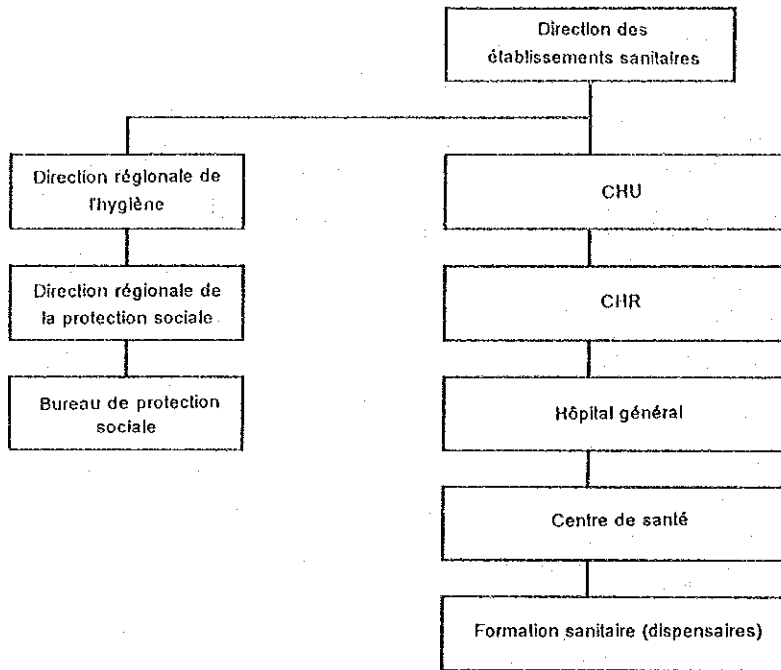 Direction des
établissements sanitaires
Direction régionale de
l'hygiène
CHU
Direction régionale de
la protection sociale
CHR
Bureau de protection
sociale
Hôpital général
Centre de santé
Formation sanitaire (dispensaires)